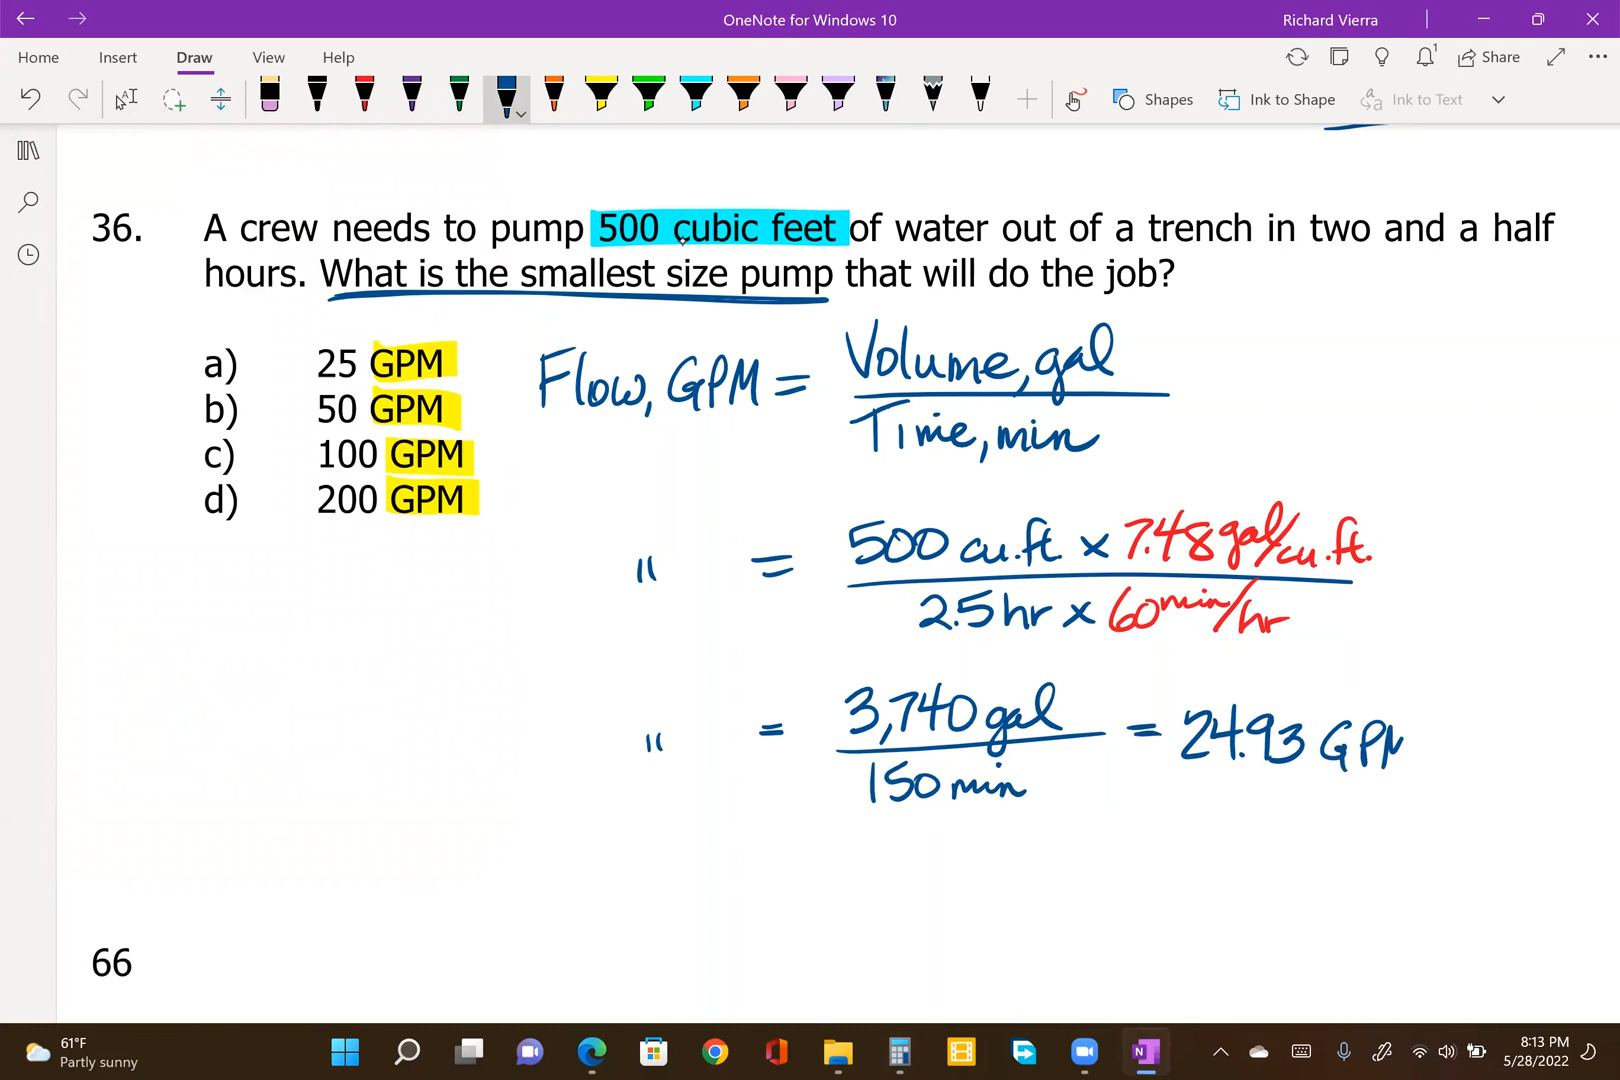 OneNote for Windows 10
Richard Vierra
Home Insert Draw View Help
1
Share
Shapes
Ink to Shape
Ink to Text
36. A crew needs to pump 500 cubic feet of water out of a trench in two and a half
hours. What is the smallest size pump that will do the job?
a) 25 GPM
b) 50 GPM
c) 100 GPM
d) 200 GPM
Flow, GPM = Volume, gal
Time, min
" = 500 cu.ft × 7.48 gal/cu.ft.
2.5 hr × 60 min/hr
" = 3,740 gal = 24.93 GPM
150 min
66
61°F
Partly sunny
8:13 PM
5/28/2022